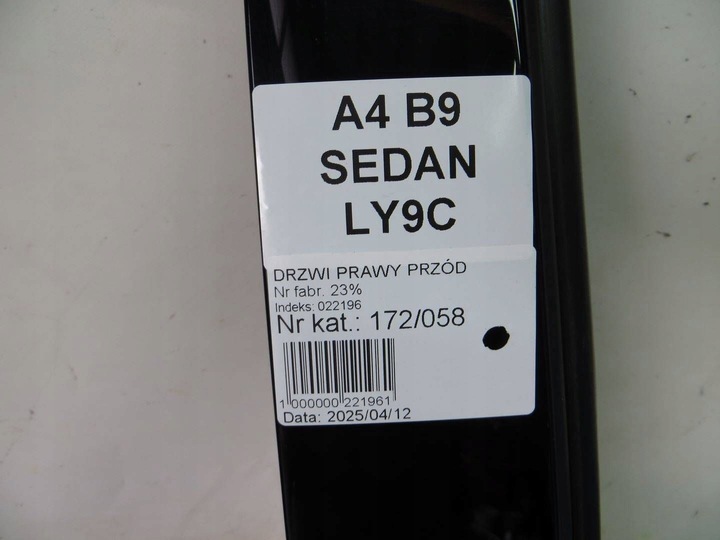 A4 B9
SEDAN
LY9C
DRZWI PRAWY PRZÓD
Nr fabr. 23%
Indeks: 022196
Nr kat.: 172/058
1 000000 221961
Data: 2025/04/12